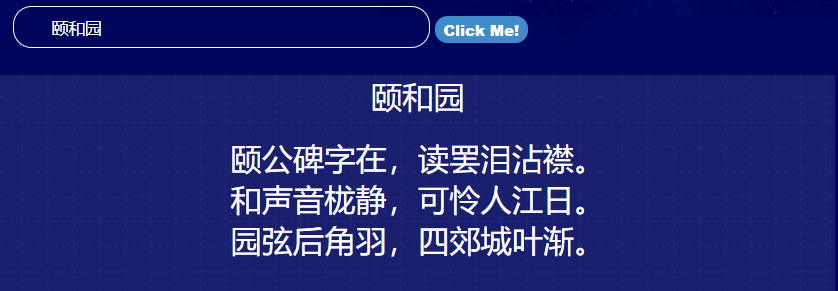 颐和园
Click Me!
颐和园
颐公碑字在，读罢泪沾襟。
和声音栊静，可怜人江日。
园弦后角羽，四郊城叶渐。